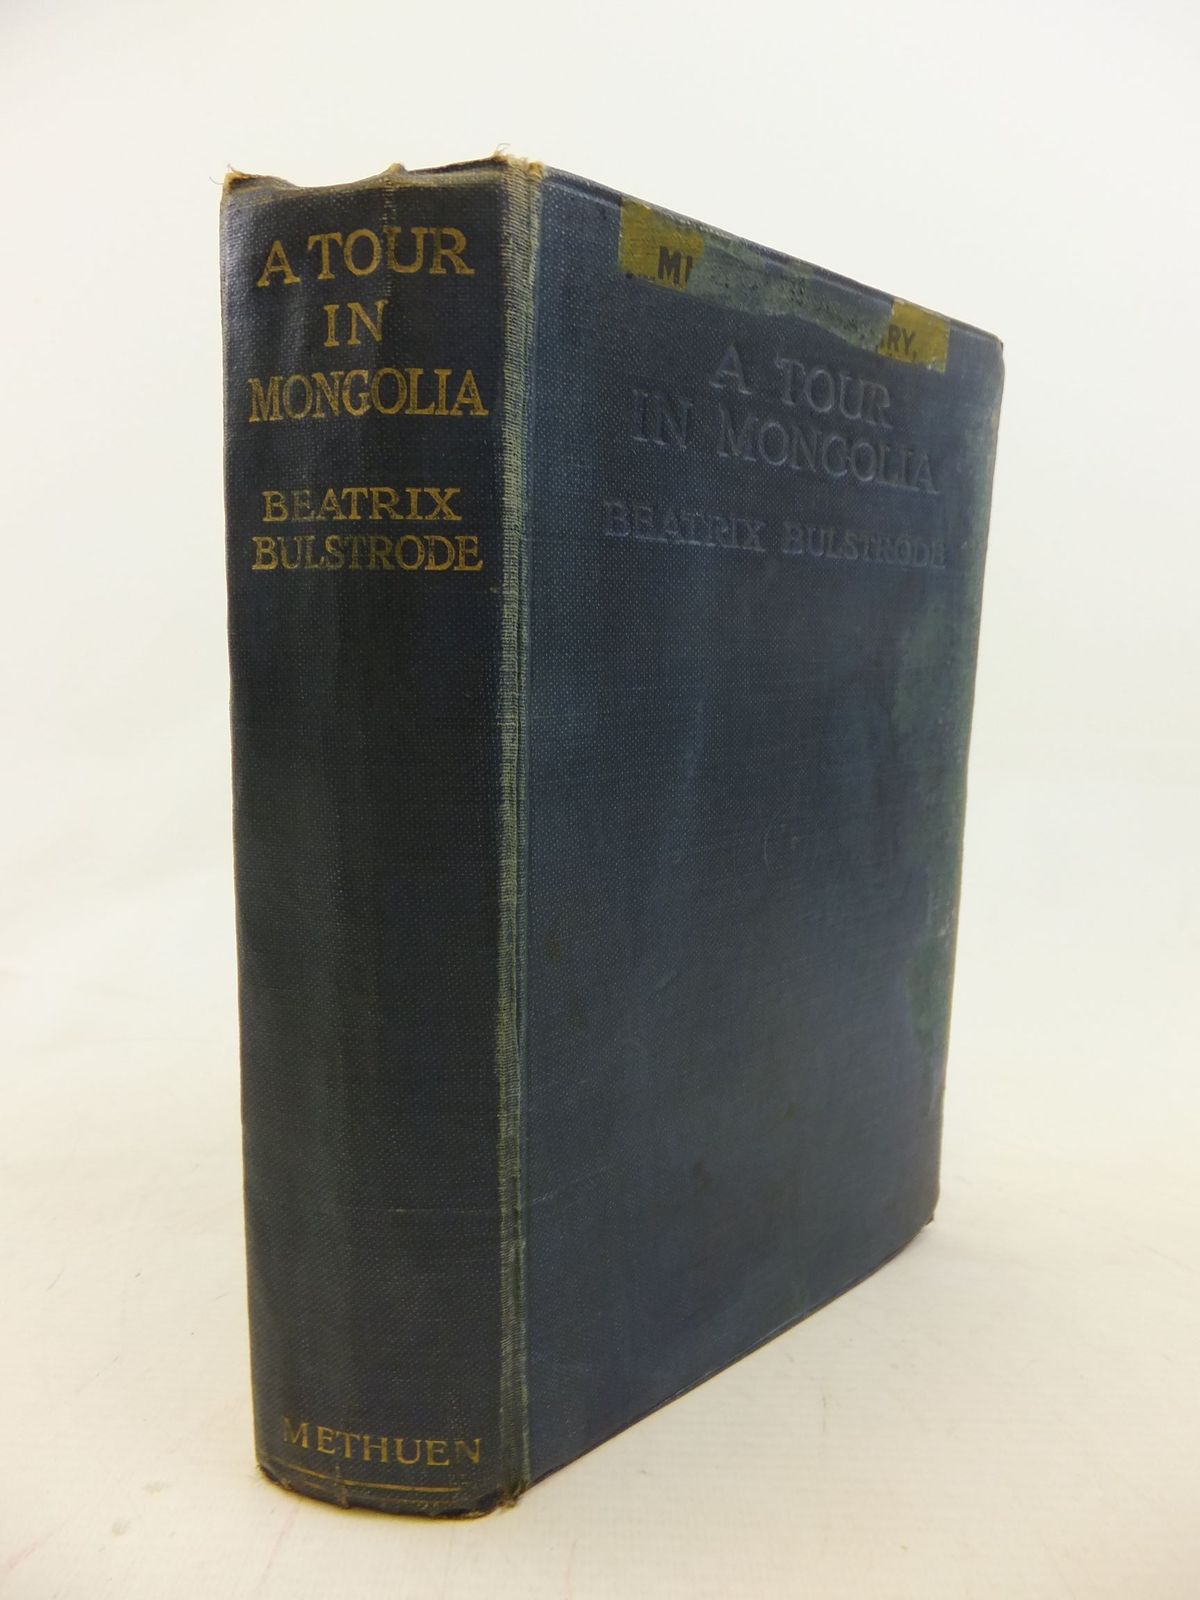 A TOUR
IN
MONGOLIA
BEATRIX
BULSTRODE
METHUEN
A TOUR
IN MONGOLIA
BEATRIX BULSTRODE